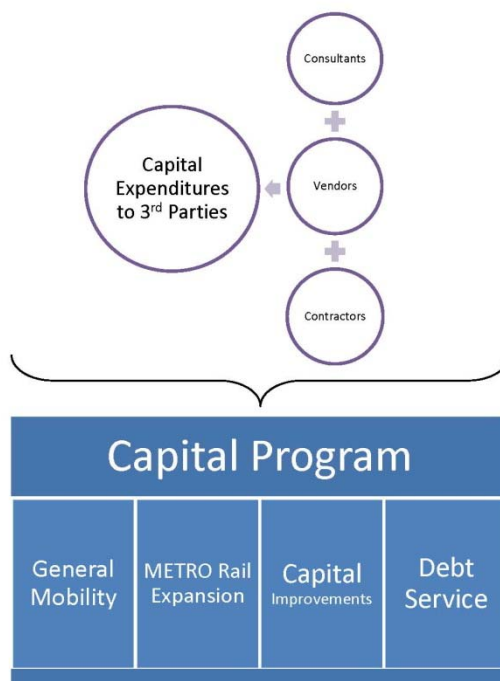 Consultants
Capital
Expenditures
to 3rd Parties
Vendors
Contractors
Capital Program
General
Mobility
METRO Rail
Expansion
Capital
Improvements
Debt
Service